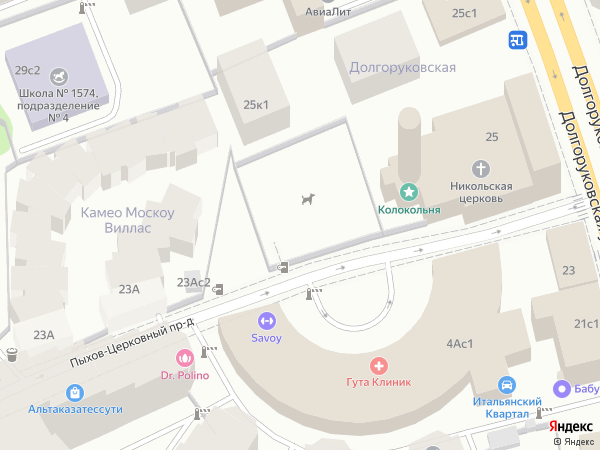 АвиаЛит
25с1
29с2
Школа № 1574,
подразделение
№ 4
25к1
Долгоруковская
Долгоруковская
Долгоруковская
25
Никольская
церковь
Колокольня
Камео Москоу
Виллас
23А
23Ас2
23А
23
21с1
Пыхов-Церковный пр-д
Savoy
4Ас1
Dr. Polino
Гута Клиник
Альтаказатессути
Итальянский
Квартал
Бабу
Яндекс
© Яндекс